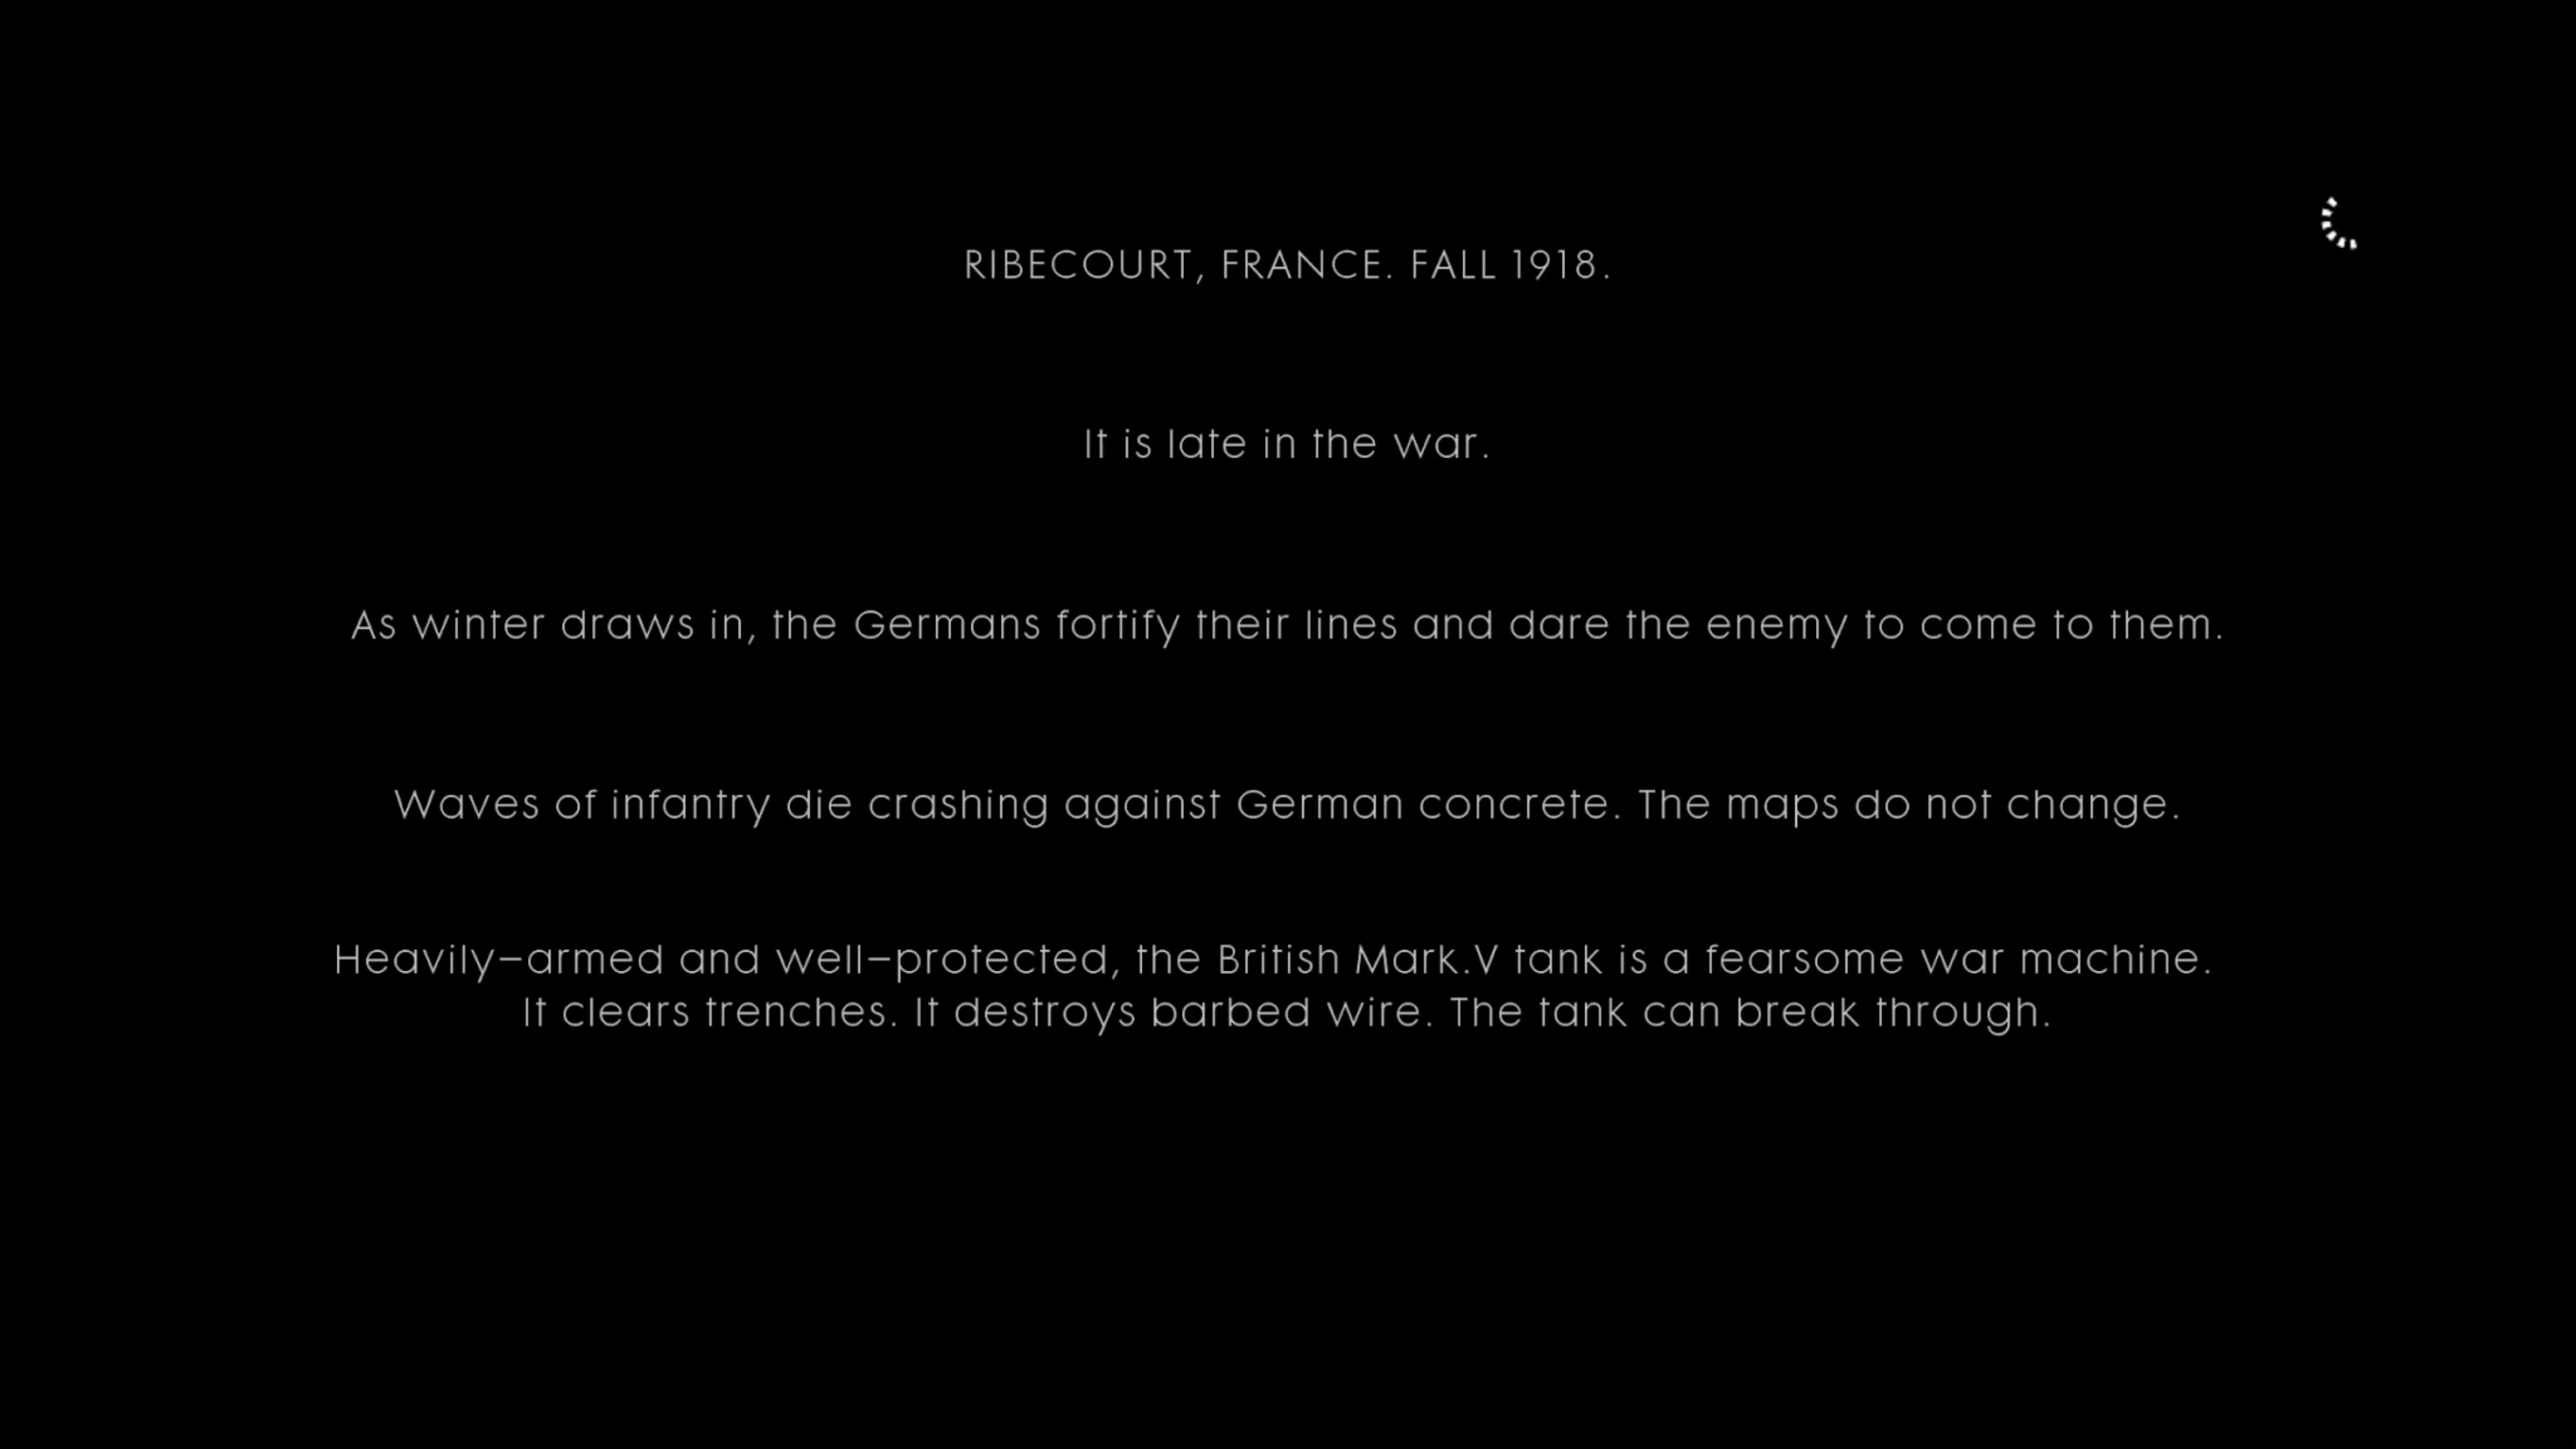 RIBECOURT, FRANCE. FALL 1918.
It is late in the war.
As winter draws in, the Germans fortify their lines and dare the enemy to come to them.
Waves of infantry die crashing against German concrete. The maps do not change.
Heavily-armed and well-protected, the British Mark.V tank is a fearsome war machine.
It clears trenches. It destroys barbed wire. The tank can break through.